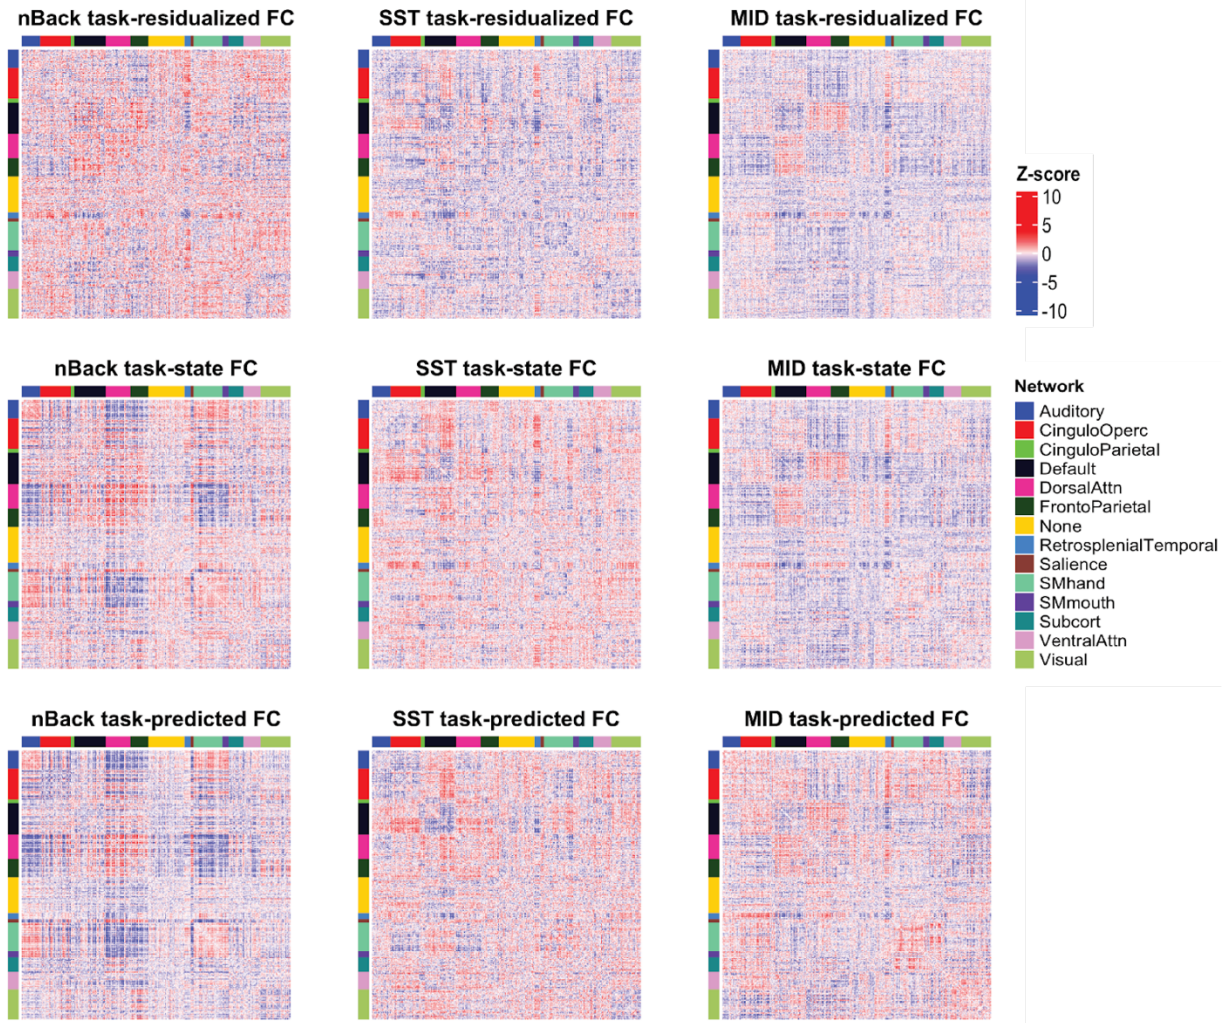 nBack task-residualized FC
SST task-residualized FC
MID task-residualized FC
Z-score
10
5
0
-5
-10
nBack task-state FC
SST task-state FC
MID task-state FC
Network
Auditory
CinguloOperc
CinguloParietal
Default
DorsalAttn
FrontoParietal
None
RetrosplenialTemporal
Salience
SMhand
SMmouth
Subcort
VentralAttn
Visual
nBack task-predicted FC
SST task-predicted FC
MID task-predicted FC